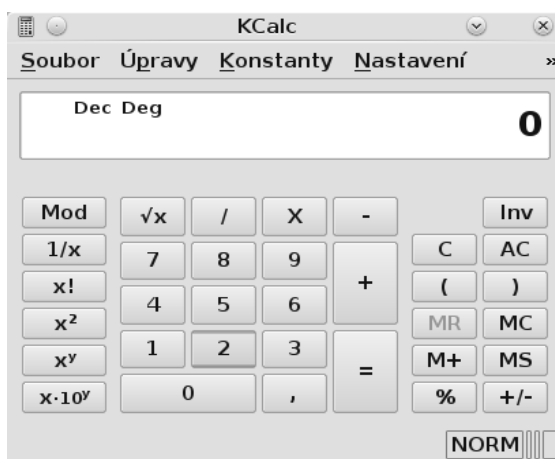 KCalc
Soubor Úpravy Konstanty Nastavení »
Dec Deg
0
Mod √x / X - Inv
1/x 7 8 9 + C AC
x! 4 5 6 ( )
x² MR MC
xʸ 1 2 3 = M+ MS
x·10ʸ 0 , % +/-
NORM